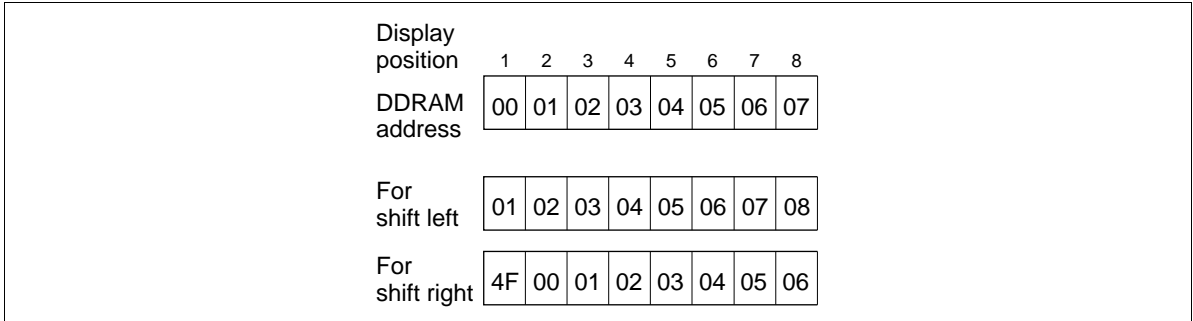 Display
position 1 2 3 4 5 6 7 8
DDRAM
address 00 01 02 03 04 05 06 07
For
shift left 01 02 03 04 05 06 07 08
For
shift right 4F 00 01 02 03 04 05 06